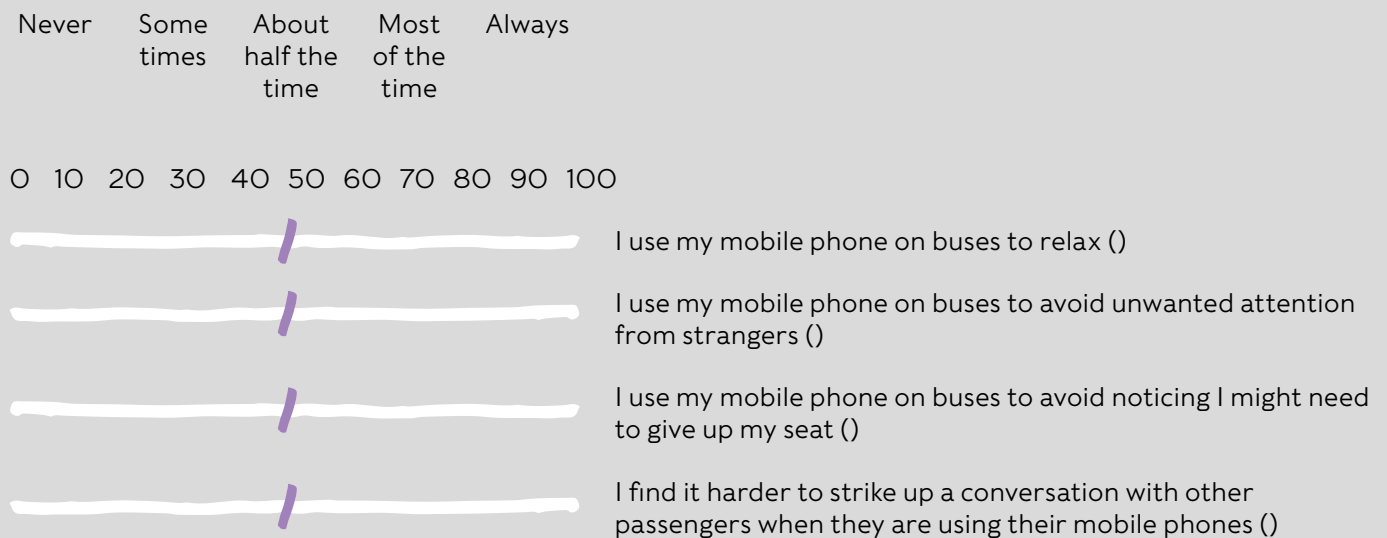 Never Some About Most Always
times half the of the
time time
0 10 20 30 40 50 60 70 80 90 100
I use my mobile phone on buses to relax ()
I use my mobile phone on buses to avoid unwanted attention
from strangers ()
I use my mobile phone on buses to avoid noticing I might need
to give up my seat ()
I find it harder to strike up a conversation with other
passengers when they are using their mobile phones ()